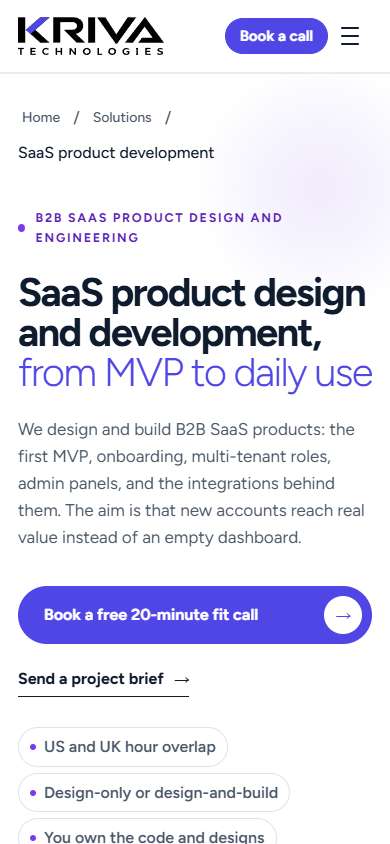 KRIVA
TECHNOLOGIES
Book a call
Home / Solutions /
SaaS product development
B2B SAAS PRODUCT DESIGN AND
ENGINEERING
SaaS product design
and development,
from MVP to daily use
We design and build B2B SaaS products: the
first MVP, onboarding, multi-tenant roles,
admin panels, and the integrations behind
them. The aim is that new accounts reach real
value instead of an empty dashboard.
Book a free 20-minute fit call →
Send a project brief →
US and UK hour overlap
Design-only or design-and-build
You own the code and designs